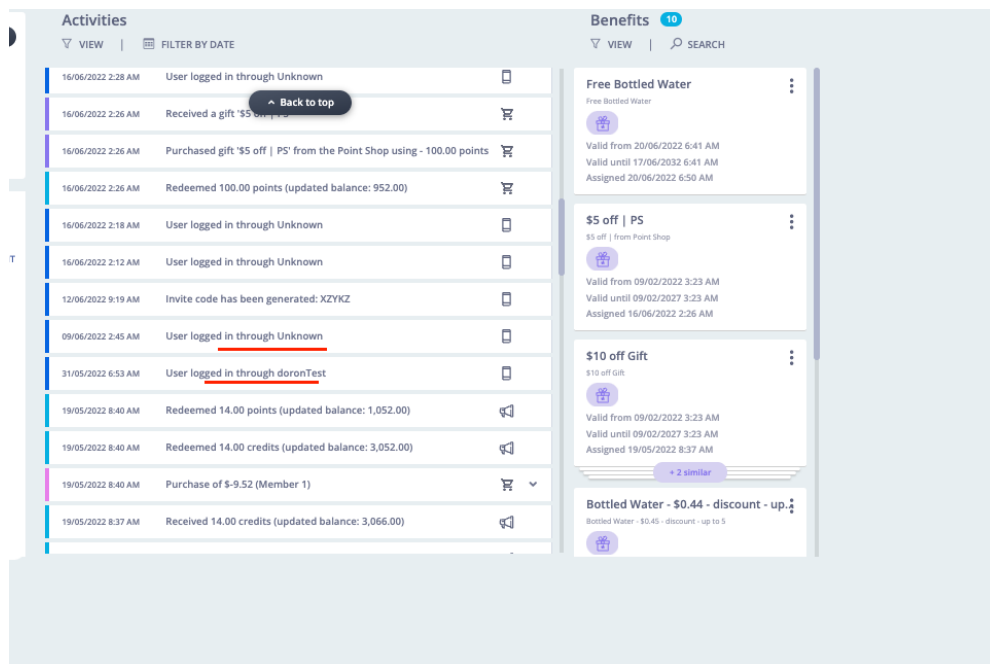 Activities
VIEW | FILTER BY DATE
16/06/2022 2:28 AM User logged in through Unknown
Back to top
16/06/2022 2:26 AM Received a gift '$5 off | PS'
16/06/2022 2:26 AM Purchased gift '$5 off | PS' from the Point Shop using - 100.00 points
16/06/2022 2:26 AM Redeemed 100.00 points (updated balance: 952.00)
16/06/2022 2:18 AM User logged in through Unknown
16/06/2022 2:12 AM User logged in through Unknown
12/06/2022 9:19 AM Invite code has been generated: XZYKZ
09/06/2022 2:45 AM User logged in through Unknown
31/05/2022 6:53 AM User logged in through doronTest
19/05/2022 8:40 AM Redeemed 14.00 points (updated balance: 1,052.00)
19/05/2022 8:40 AM Redeemed 14.00 credits (updated balance: 3,052.00)
19/05/2022 8:40 AM Purchase of $-9.52 (Member 1)
19/05/2022 8:37 AM Received 14.00 credits (updated balance: 3,066.00)
T
Benefits 10
VIEW | SEARCH
Free Bottled Water
Free Bottled Water
Valid from 20/06/2022 6:41 AM
Valid until 17/06/2032 6:41 AM
Assigned 20/06/2022 6:50 AM
$5 off | PS
$5 off | from Point Shop
Valid from 09/02/2022 3:23 AM
Valid until 09/02/2027 3:23 AM
Assigned 16/06/2022 2:26 AM
$10 off Gift
$10 off Gift
Valid from 09/02/2022 3:23 AM
Valid until 09/02/2027 3:23 AM
Assigned 19/05/2022 8:37 AM
+ 2 similar
Bottled Water - $0.44 - discount - up..
Bottled Water - $0.45 - discount - up to 5